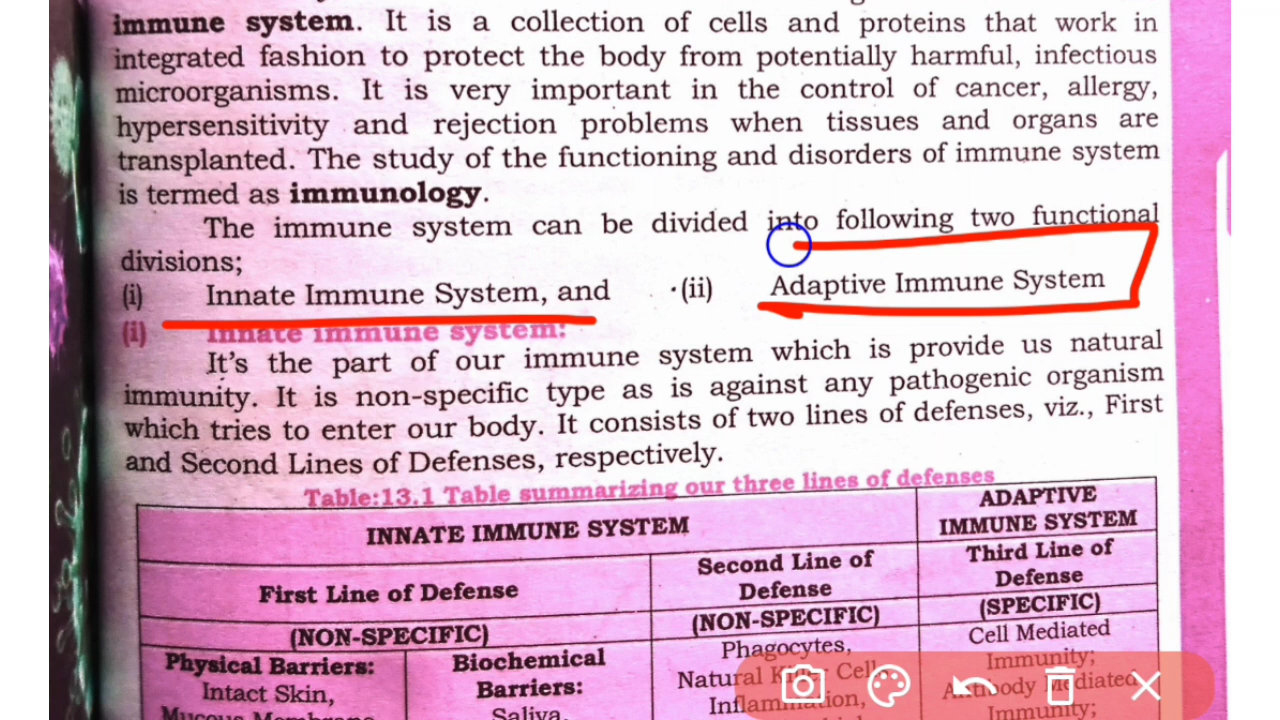 immune system. It is a collection of cells and proteins that work in
integrated fashion to protect the body from potentially harmful, infectious
microorganisms. It is very important in the control of cancer, allergy,
hypersensitivity and rejection problems when tissues and organs are
transplanted. The study of the functioning and disorders of immune system
is termed as immunology.
The immune system can be divided into following two functional
divisions;
(i) Innate Immune System, and (ii) Adaptive Immune System
(i) Innate immune system:
It's the part of our immune system which is provide us natural
immunity. It is non-specific type as is against any pathogenic organism
which tries to enter our body. It consists of two lines of defenses, viz., First
and Second Lines of Defenses, respectively.
Table:13.1 Table summarizing our three lines of defenses
INNATE IMMUNE SYSTEM
ADAPTIVE
IMMUNE SYSTEM
First Line of Defense
Second Line of
Defense
Third Line of
Defense
(NON-SPECIFIC)
(NON-SPECIFIC)
(SPECIFIC)
Physical Barriers:
Intact Skin,
Mucous Membrane
Biochemical
Barriers:
Saliva,
Phagocytes,
Natural Killer Cell
Inflammation,
Cell Mediated
Immunity;
Antibody Mediated
Immunity;